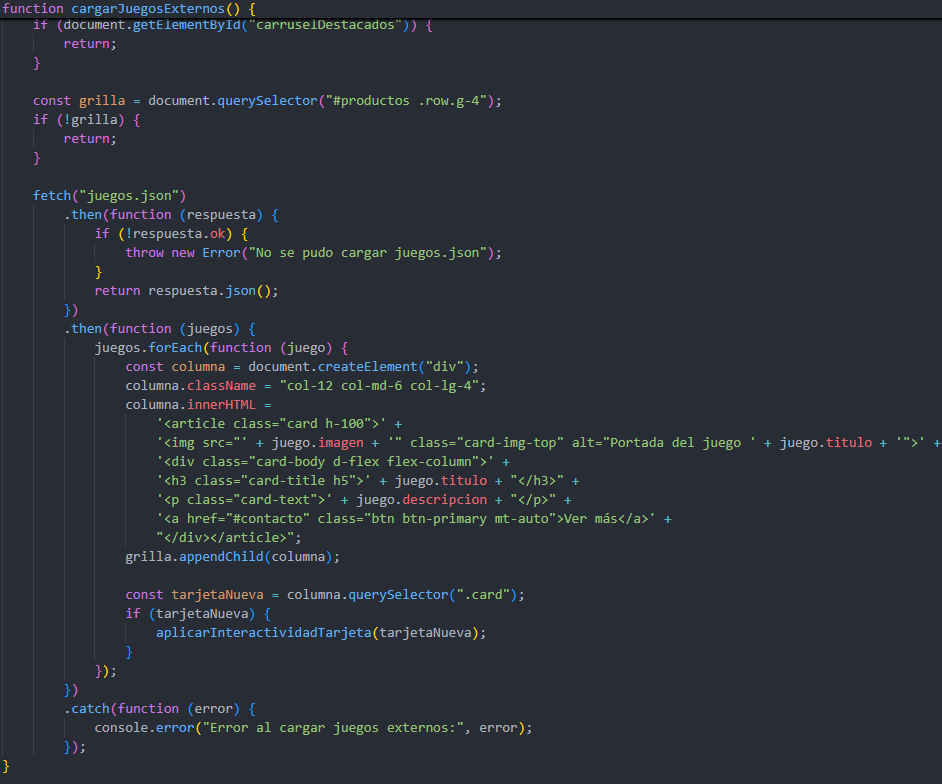 function cargarJuegosExternos() {
    if (document.getElementById("carruselDestacados")) {
        return;
    }

    const grilla = document.querySelector("#productos .row.g-4");
    if (!grilla) {
        return;
    }

    fetch("juegos.json")
        .then(function (respuesta) {
            if (!respuesta.ok) {
                throw new Error("No se pudo cargar juegos.json");
            }
            return respuesta.json();
        })
        .then(function (juegos) {
            juegos.forEach(function (juego) {
                const columna = document.createElement("div");
                columna.className = "col-12 col-md-6 col-lg-4";
                columna.innerHTML =
                    '<article class="card h-100">' +
                    '<img src="' + juego.imagen + '" class="card-img-top" alt="Portada del juego ' + juego.titulo + '">' +
                    '<div class="card-body d-flex flex-column">' +
                    '<h3 class="card-title h5">' + juego.titulo + "</h3>" +
                    '<p class="card-text">' + juego.descripcion + "</p>" +
                    '<a href="#contacto" class="btn btn-primary mt-auto">Ver más</a>' +
                    "</div></article>";
                grilla.appendChild(columna);

                const tarjetaNueva = columna.querySelector(".card");
                if (tarjetaNueva) {
                    aplicarInteractividadTarjeta(tarjetaNueva);
                }
            });
        })
        .catch(function (error) {
            console.error("Error al cargar juegos externos:", error);
        });
}